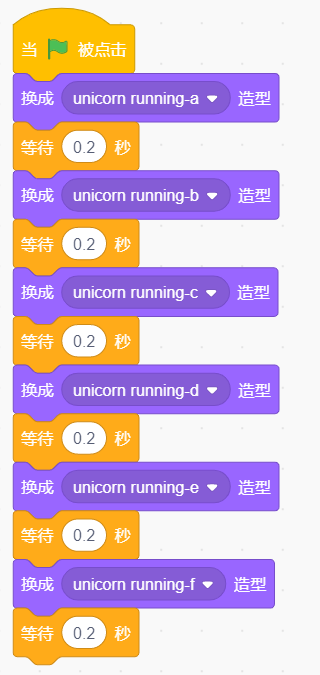 当 被点击
换成 unicorn running-a 造型
等待 0.2 秒
换成 unicorn running-b 造型
等待 0.2 秒
换成 unicorn running-c 造型
等待 0.2 秒
换成 unicorn running-d 造型
等待 0.2 秒
换成 unicorn running-e 造型
等待 0.2 秒
换成 unicorn running-f 造型
等待 0.2 秒